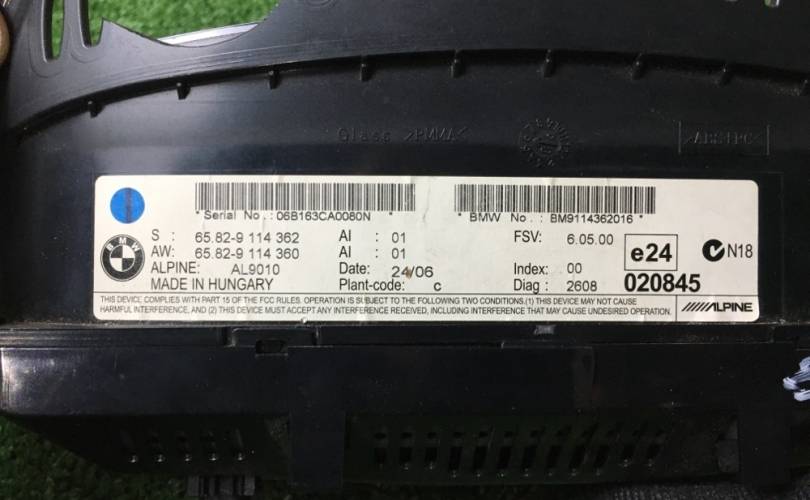 Glass >PMMA<
* Serial No.: 06B163CA0080N *
* BMW No.: BM9114362016 *
BMW
S : 65.82-9 114 362 AI : 01 FSV: 6.05.00
AW: 65.82-9 114 360 AI : 01
ALPINE: AL9010 Date: 24/06 Index: 00
MADE IN HUNGARY Plant-code: c Diag : 2608
e24
020845
N18
THIS DEVICE COMPLIES WITH PART 15 OF THE FCC RULES. OPERATION IS SUBJECT TO THE FOLLOWING TWO CONDITIONS.(1) THIS DEVICE MAY NOT CAUSE
HARMFUL INTERFERENCE, AND (2) THIS DEVICE MUST ACCEPT ANY INTERFERENCE RECEIVED, INCLUDING INTERFERENCE THAT MAY CAUSE UNDESIRED OPERATION.
ALPINE